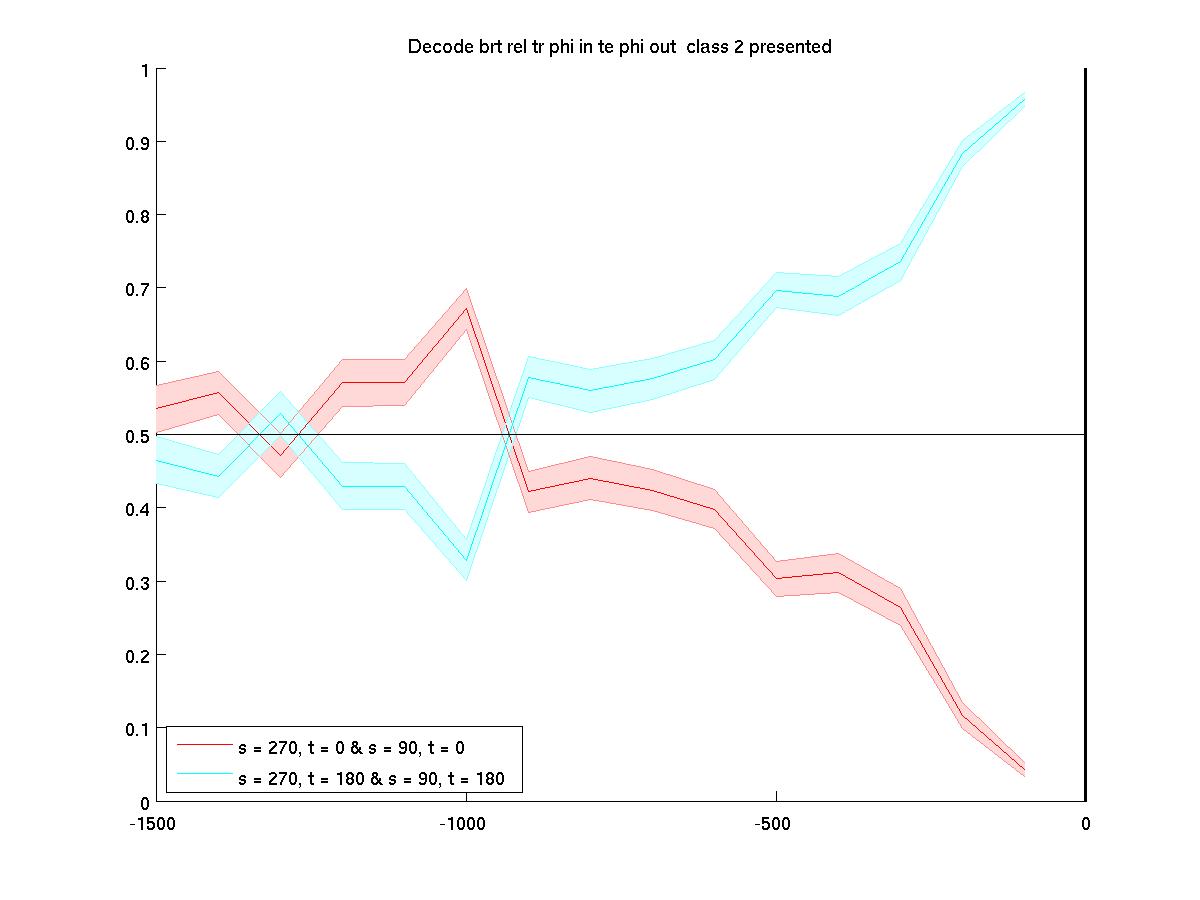 Decode brt rel tr phi in te phi out  class 2 presented
1
0.9
0.8
0.7
0.6
0.5
0.4
0.3
0.2
0.1
0
s = 270, t = 0 & s = 90, t = 0
s = 270, t = 180 & s = 90, t = 180
-1500 -1000 -500 0